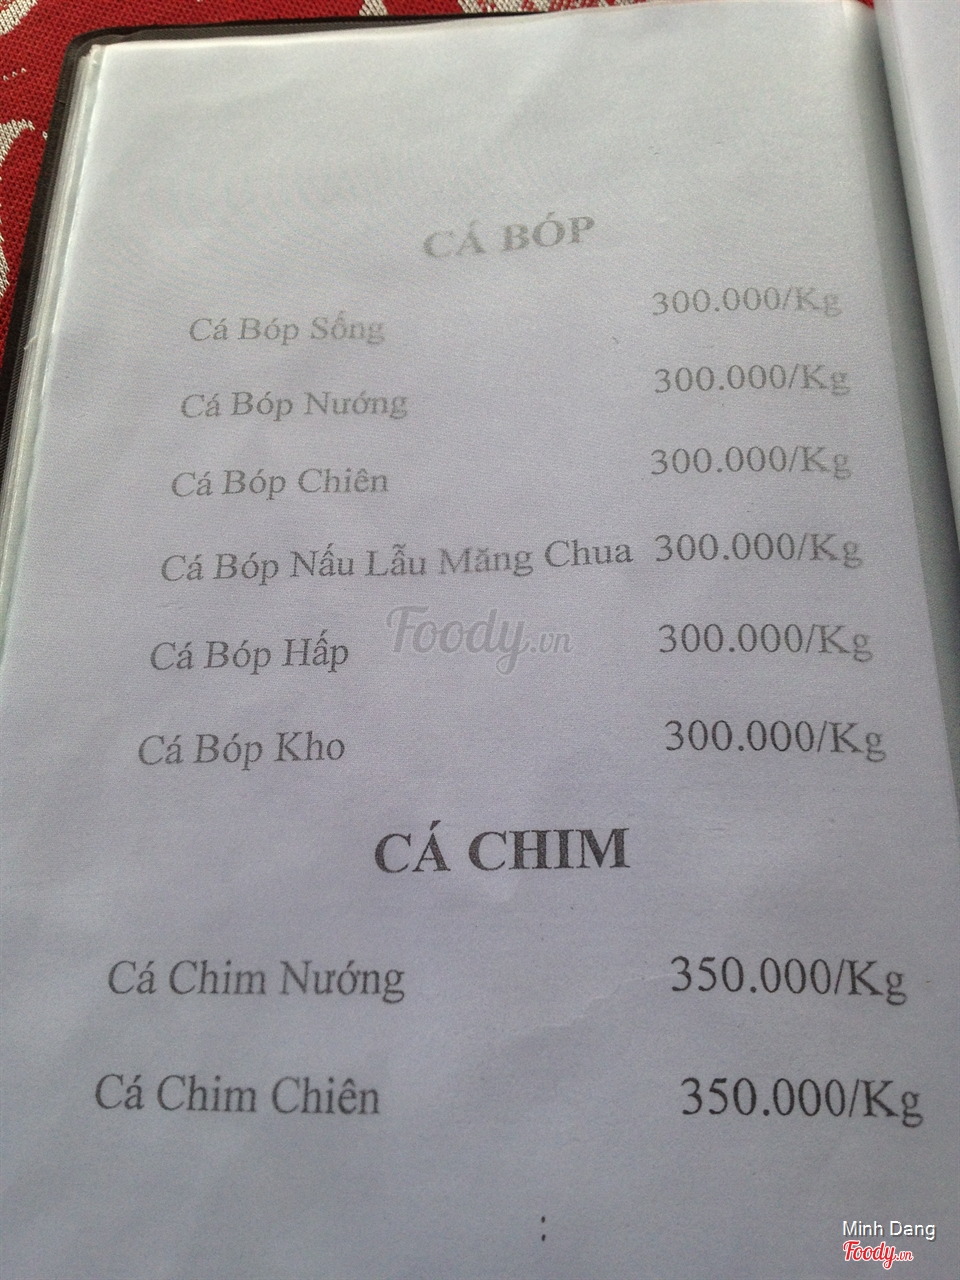 CÁ BÓP
Cá Bóp Sống 300.000/Kg
Cá Bóp Nướng 300.000/Kg
Cá Bóp Chiên 300.000/Kg
Cá Bóp Nấu Lẫu Măng Chua 300.000/Kg
Foody.vn
Cá Bóp Hấp 300.000/Kg
Cá Bóp Kho 300.000/Kg
CÁ CHIM
Cá Chim Nướng 350.000/Kg
Cá Chim Chiên 350.000/Kg
:
Minh Dang
Foody.vn